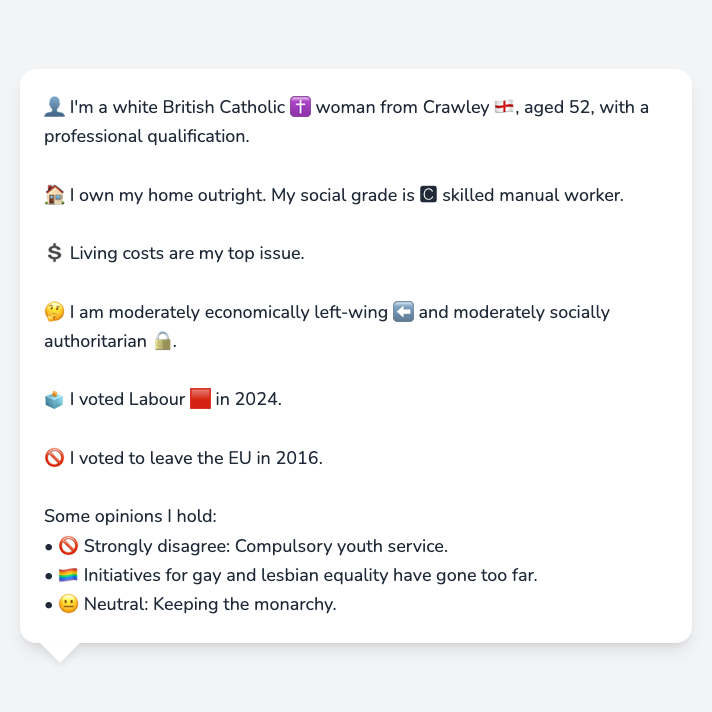 👤 I'm a white British Catholic ✝️ woman from Crawley 🏴󠁧󠁢󠁥󠁮󠁧󠁿, aged 52, with a
professional qualification.
🏠 I own my home outright. My social grade is 🅲 skilled manual worker.
💲 Living costs are my top issue.
🤔 I am moderately economically left-wing ⬅️ and moderately socially
authoritarian 🔒.
🗳️ I voted Labour 🟥 in 2024.
🚫 I voted to leave the EU in 2016.
Some opinions I hold:
• 🚫 Strongly disagree: Compulsory youth service.
• 🏳️‍🌈 Initiatives for gay and lesbian equality have gone too far.
• 😐 Neutral: Keeping the monarchy.